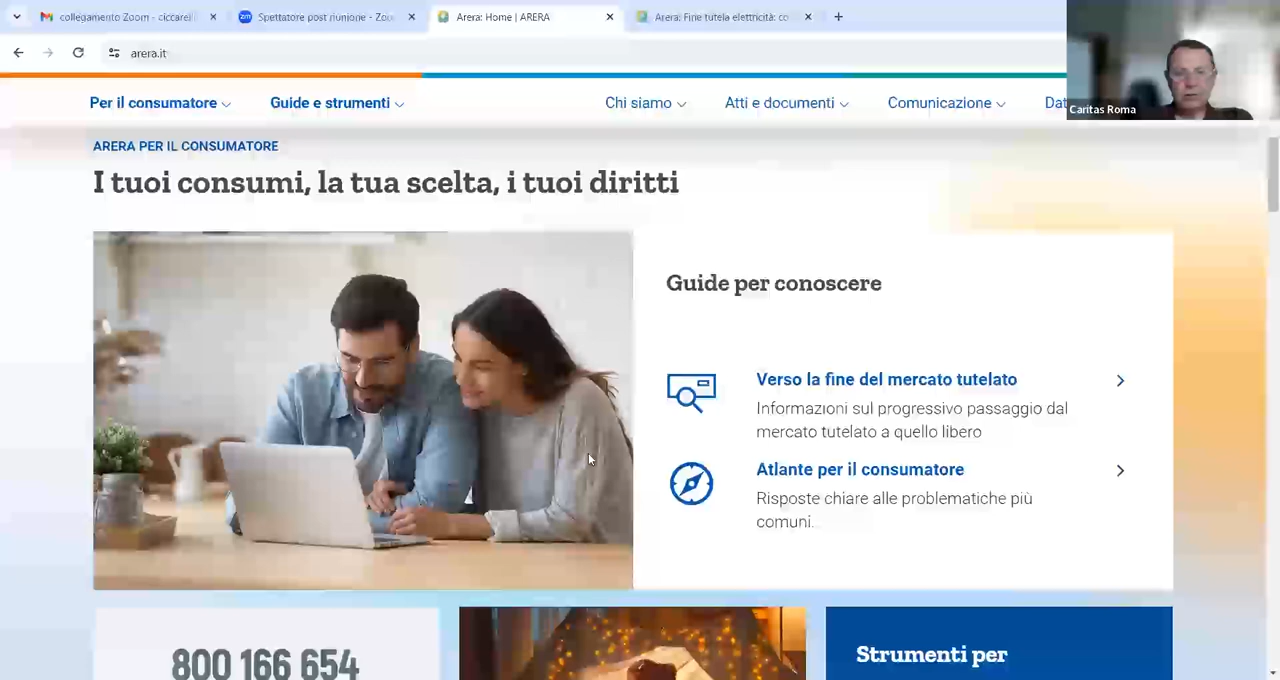 collegamento Zoom - ciccarell
Spettatore post riunione - Zoo
Arera: Home | ARERA
Arera: Fine tutela elettricità: co
arera.it
Per il consumatore
Guide e strumenti
Chi siamo
Atti e documenti
Comunicazione
Dat
Caritas Roma
ARERA PER IL CONSUMATORE
I tuoi consumi, la tua scelta, i tuoi diritti
Guide per conoscere
Verso la fine del mercato tutelato
Informazioni sul progressivo passaggio dal
mercato tutelato a quello libero
Atlante per il consumatore
Risposte chiare alle problematiche più
comuni.
800 166 654
Strumenti per